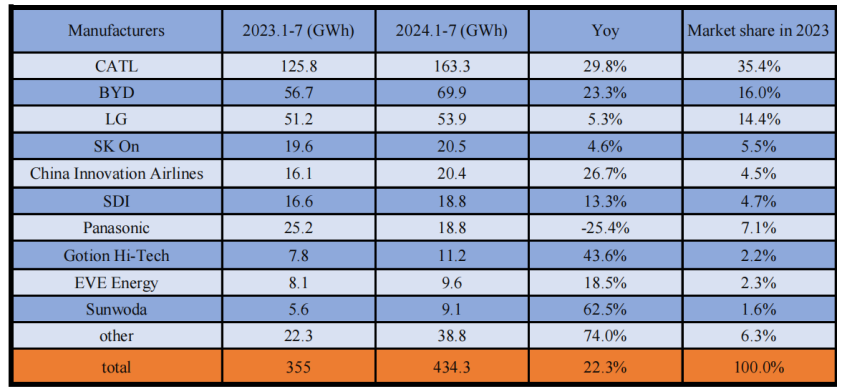 Manufacturers 2023.1-7 (GWh) 2024.1-7 (GWh) Yoy Market share in 2023
CATL 125.8 163.3 29.8% 35.4%
BYD 56.7 69.9 23.3% 16.0%
LG 51.2 53.9 5.3% 14.4%
SK On 19.6 20.5 4.6% 5.5%
China Innovation Airlines 16.1 20.4 26.7% 4.5%
SDI 16.6 18.8 13.3% 4.7%
Panasonic 25.2 18.8 -25.4% 7.1%
Gotion Hi-Tech 7.8 11.2 43.6% 2.2%
EVE Energy 8.1 9.6 18.5% 2.3%
Sunwoda 5.6 9.1 62.5% 1.6%
other 22.3 38.8 74.0% 6.3%
total 355 434.3 22.3% 100.0%